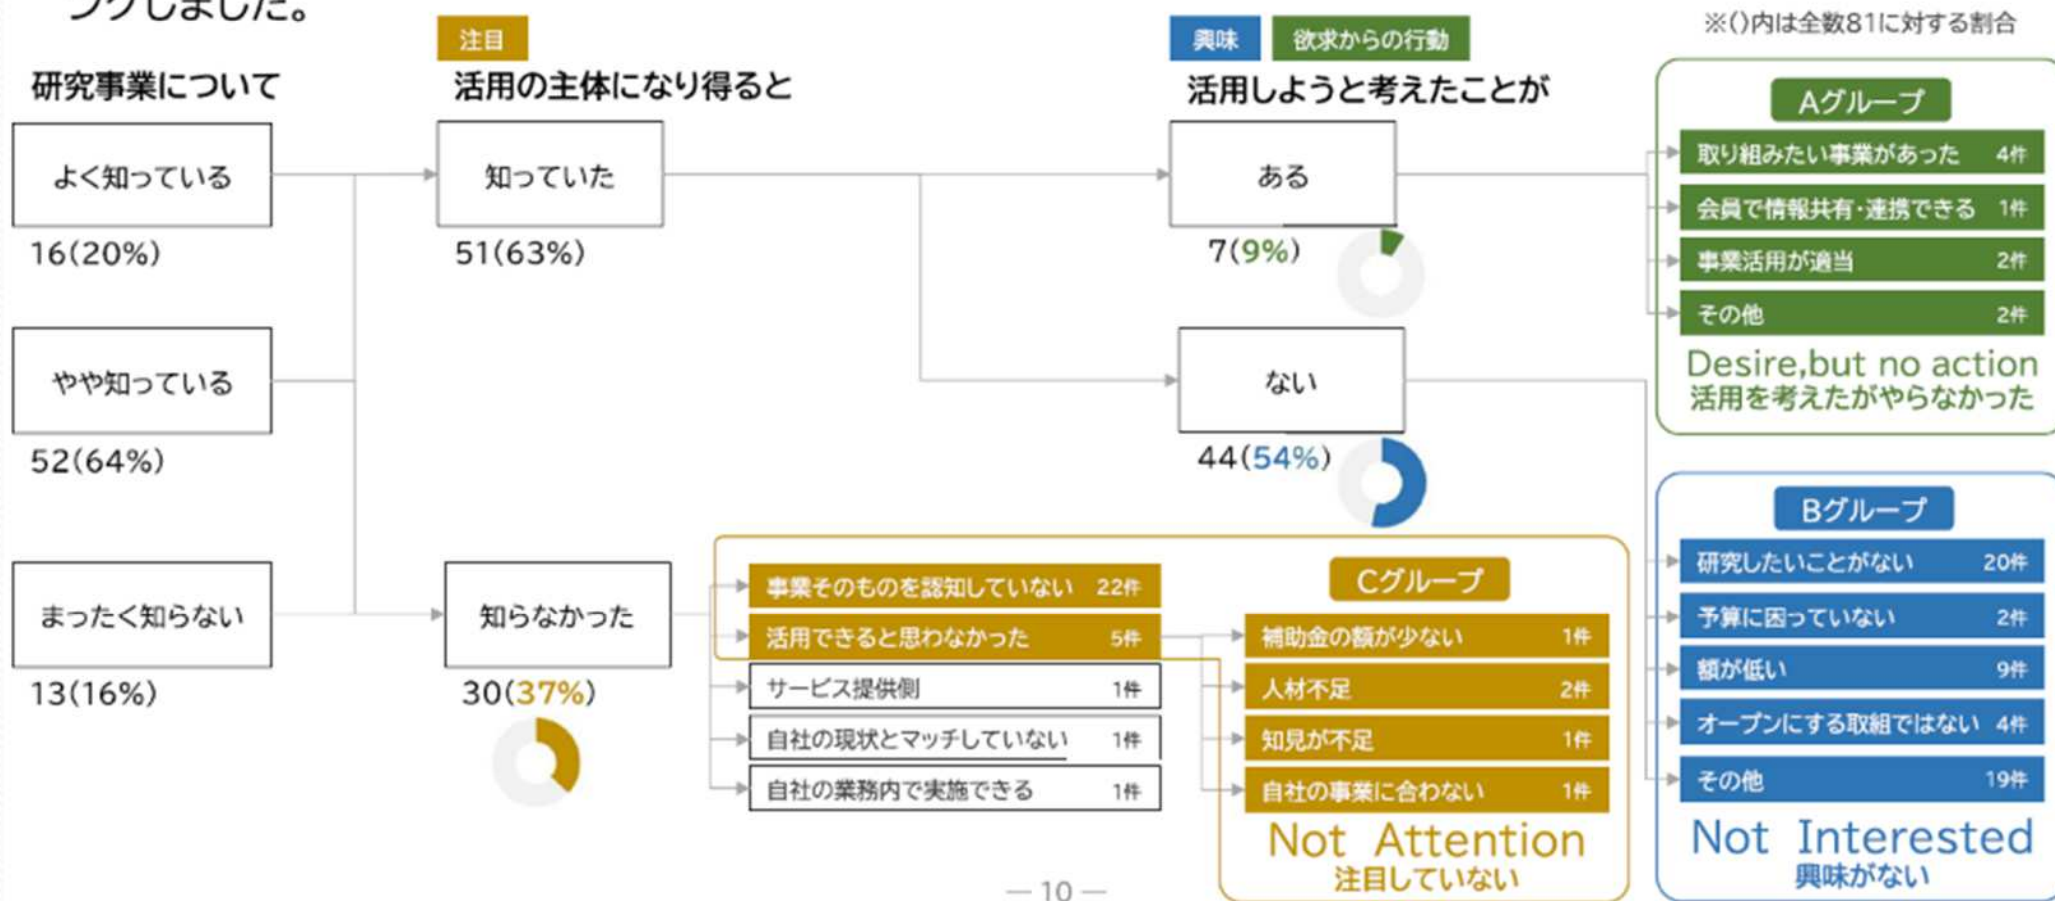 ングしました。
※()内は全数81に対する割合
注目
興味
欲求からの行動
研究事業について
活用の主体になり得ると
活用しようと考えたことが
よく知っている
16(20%)
やや知っている
52(64%)
まったく知らない
13(16%)
知っていた
51(63%)
知らなかった
30(37%)
ある
7(9%)
ない
44(54%)
Aグループ
取り組みたい事業があった 4件
会員で情報共有・連携できる 1件
事業活用が適当 2件
その他 2件
Desire,but no action
活用を考えたがやらなかった
Bグループ
研究したいことがない 20件
予算に困っていない 2件
額が低い 9件
オープンにする取組ではない 4件
その他 19件
Not Interested
興味がない
事業そのものを認知していない 22件
活用できると思わなかった 5件
サービス提供側 1件
自社の現状とマッチしていない 1件
自社の業務内で実施できる 1件
Cグループ
補助金の額が少ない 1件
人材不足 2件
知見が不足 1件
自社の事業に合わない 1件
Not Attention
注目していない
― 10 ―